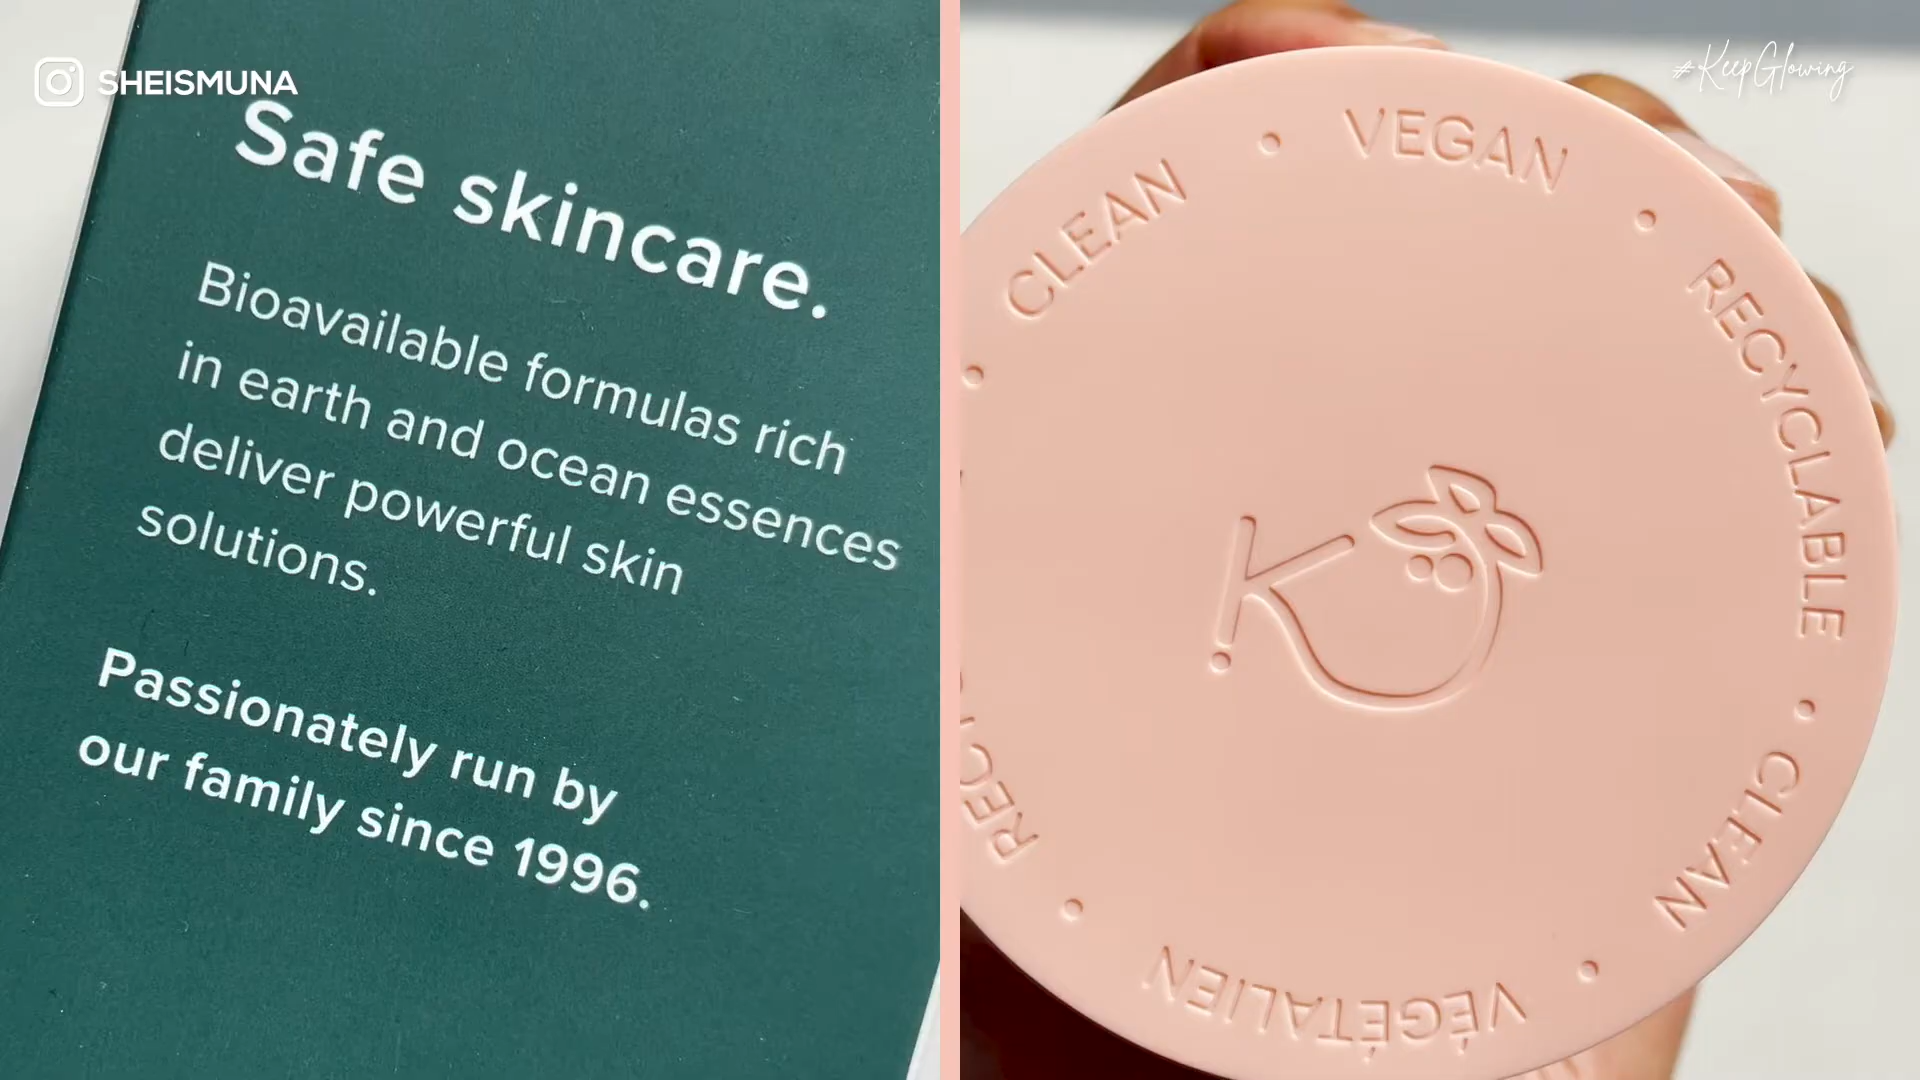 SHEISMUNA
Safe skincare.
Bioavailable formulas rich
in earth and ocean essences
deliver powerful skin
solutions.
Passionately run by
our family since 1996.
#KeepGlowing
CLEAN • VEGAN • RECYCLABLE • CLEAN • VÉGÉTALIEN •
K